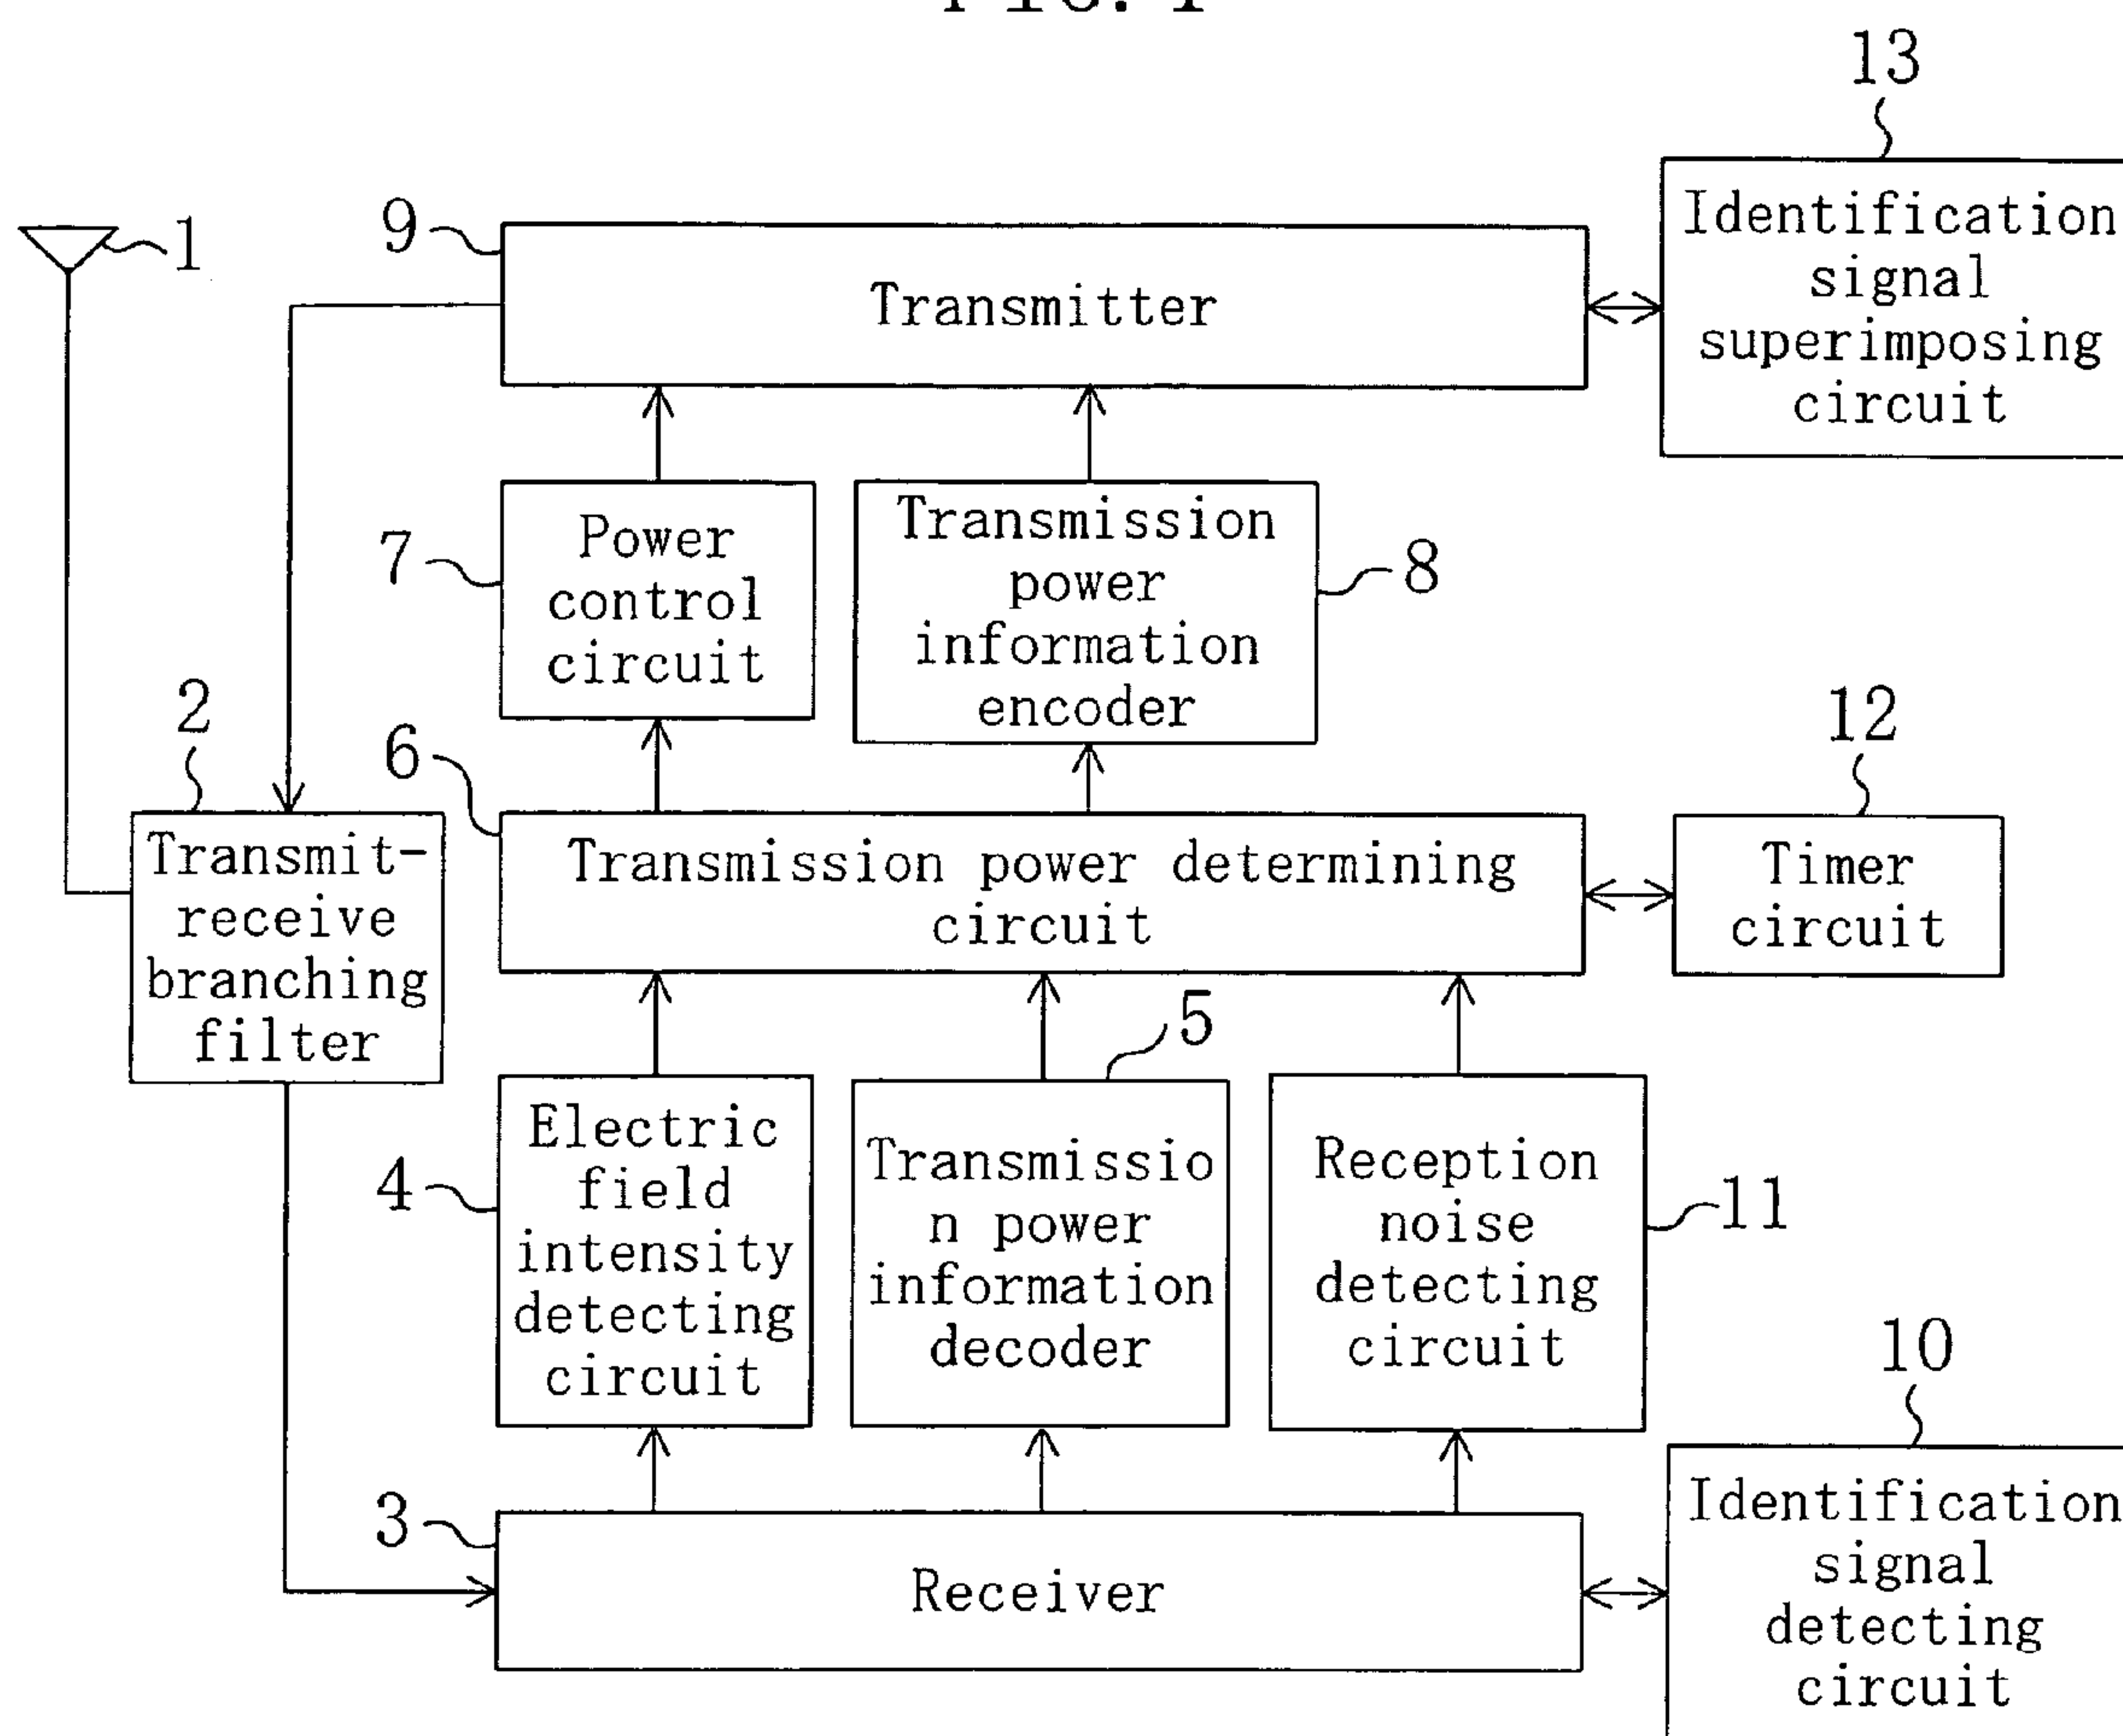 13
Identification
signal
superimposing
circuit
1
9
Transmitter
7
Power
control
circuit
Transmission
power
information
encoder
8
2
Transmit-
receive
branching
filter
6
Transmission power determining
circuit
12
Timer
circuit
4
Electric
field
intensity
detecting
circuit
5
Transmissio
n power
information
decoder
Reception
noise
detecting
circuit
11
3
Receiver
10
Identification
signal
detecting
circuit